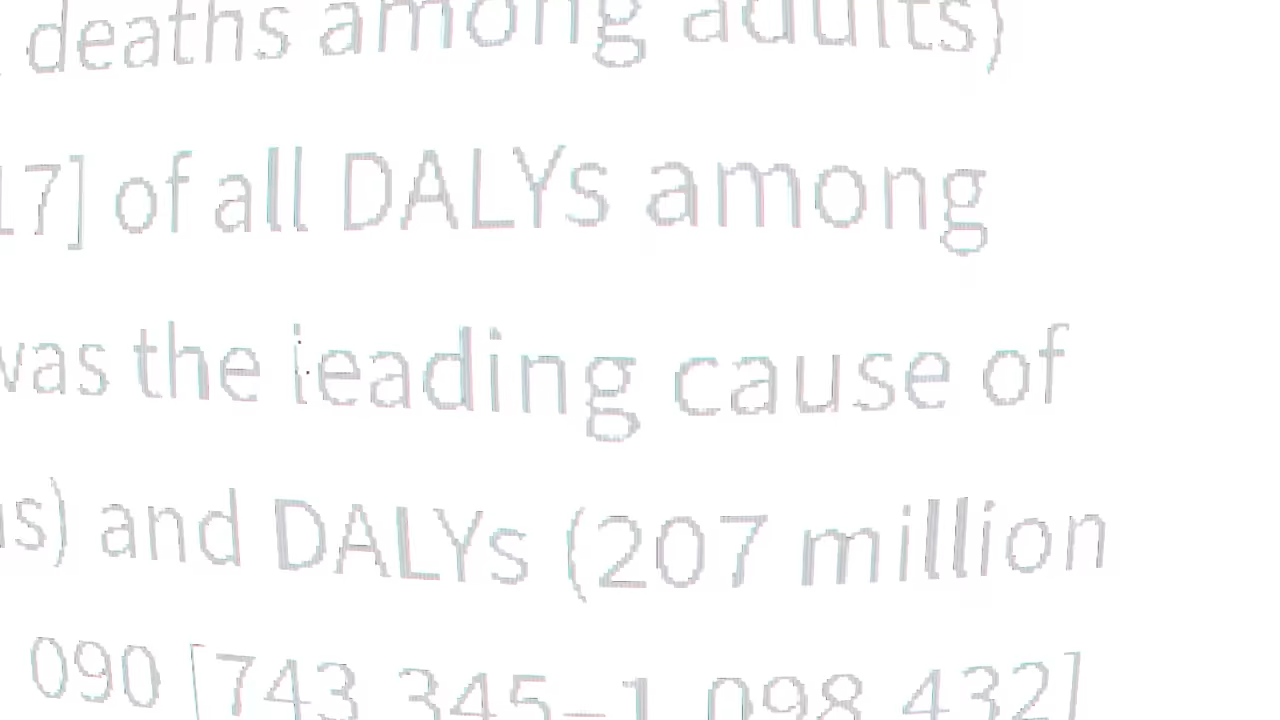 deaths among adults)
17] of all DALYs among
was the leading cause of
s) and DALYs (207 million
090 [743 345–1 098 432]